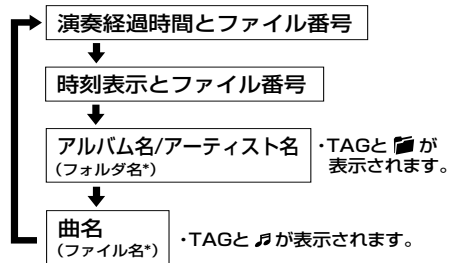 演奏経過時間とファイル番号
時刻表示とファイル番号
アルバム名/アーティスト名
(フォルダ名*)
・TAGと が
表示されます。
曲名
(ファイル名*)
・TAGと ♫ が表示されます。